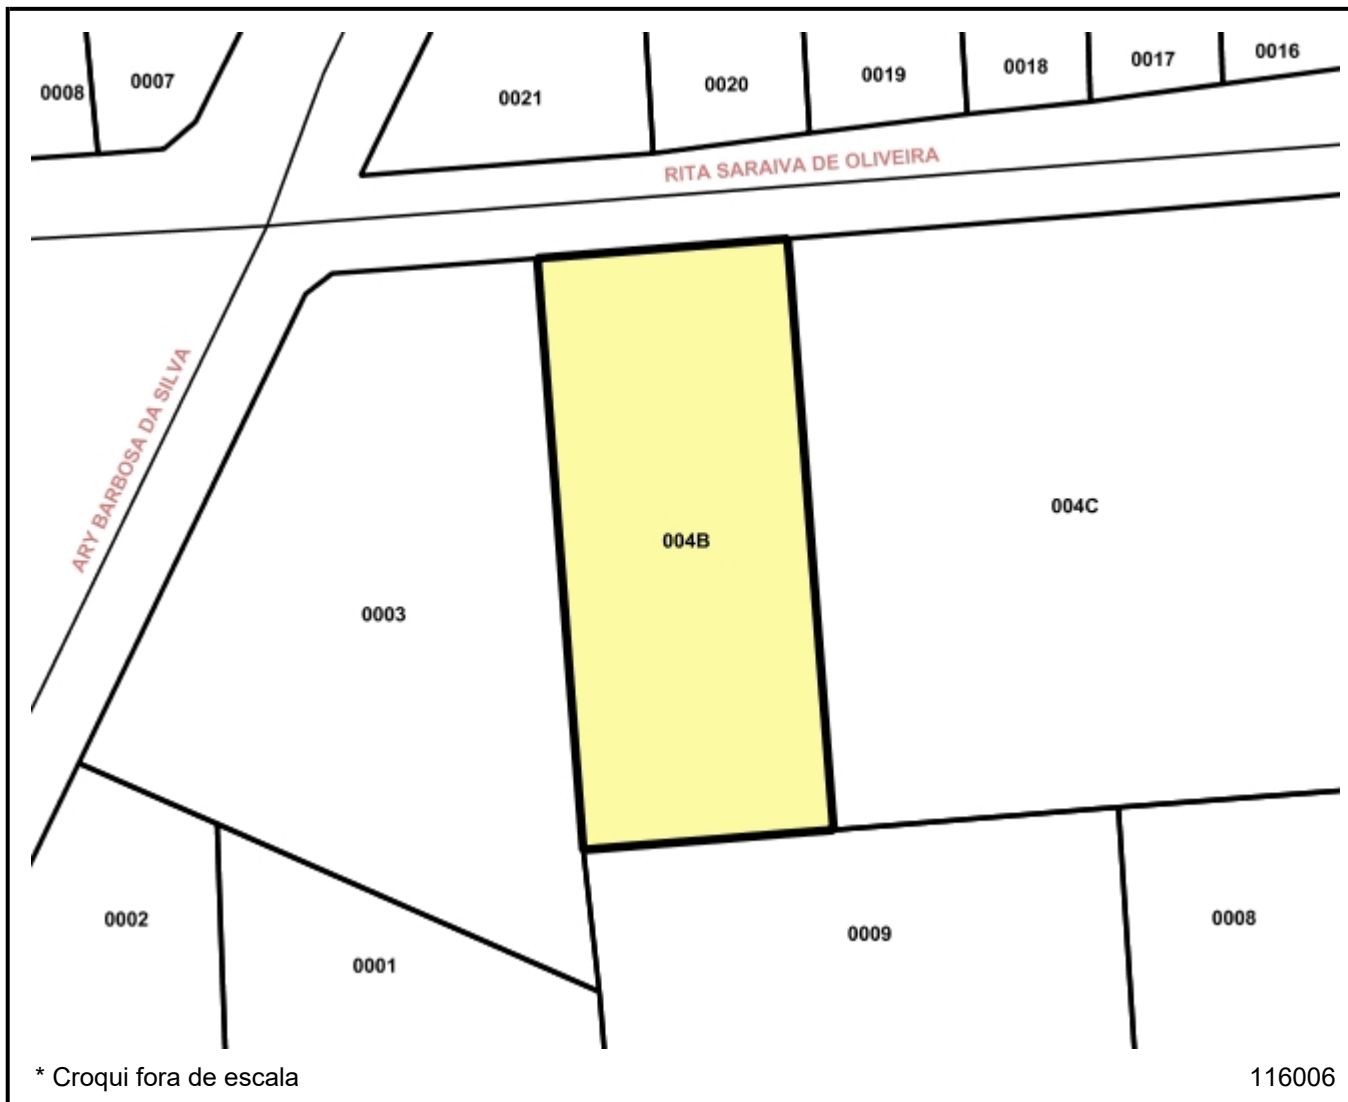 0008
0007
0021
0020
0019
0018
0017
0016
RITA SARAIVA DE OLIVEIRA
ARY BARBOSA DA SILVA
004C
004B
0003
0002
0001
0009
0008
* Croqui fora de escala
116006